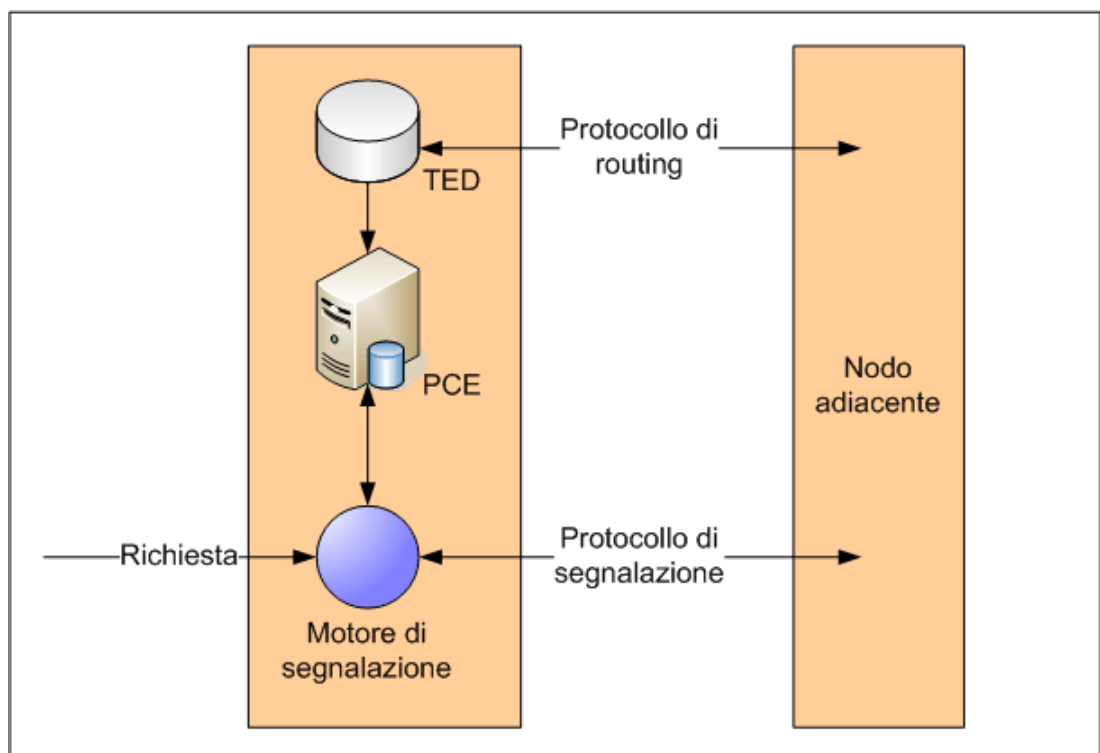 Protocollo di
routing
TED
PCE
Nodo
adiacente
Richiesta
Protocollo di
segnalazione
Motore di
segnalazione